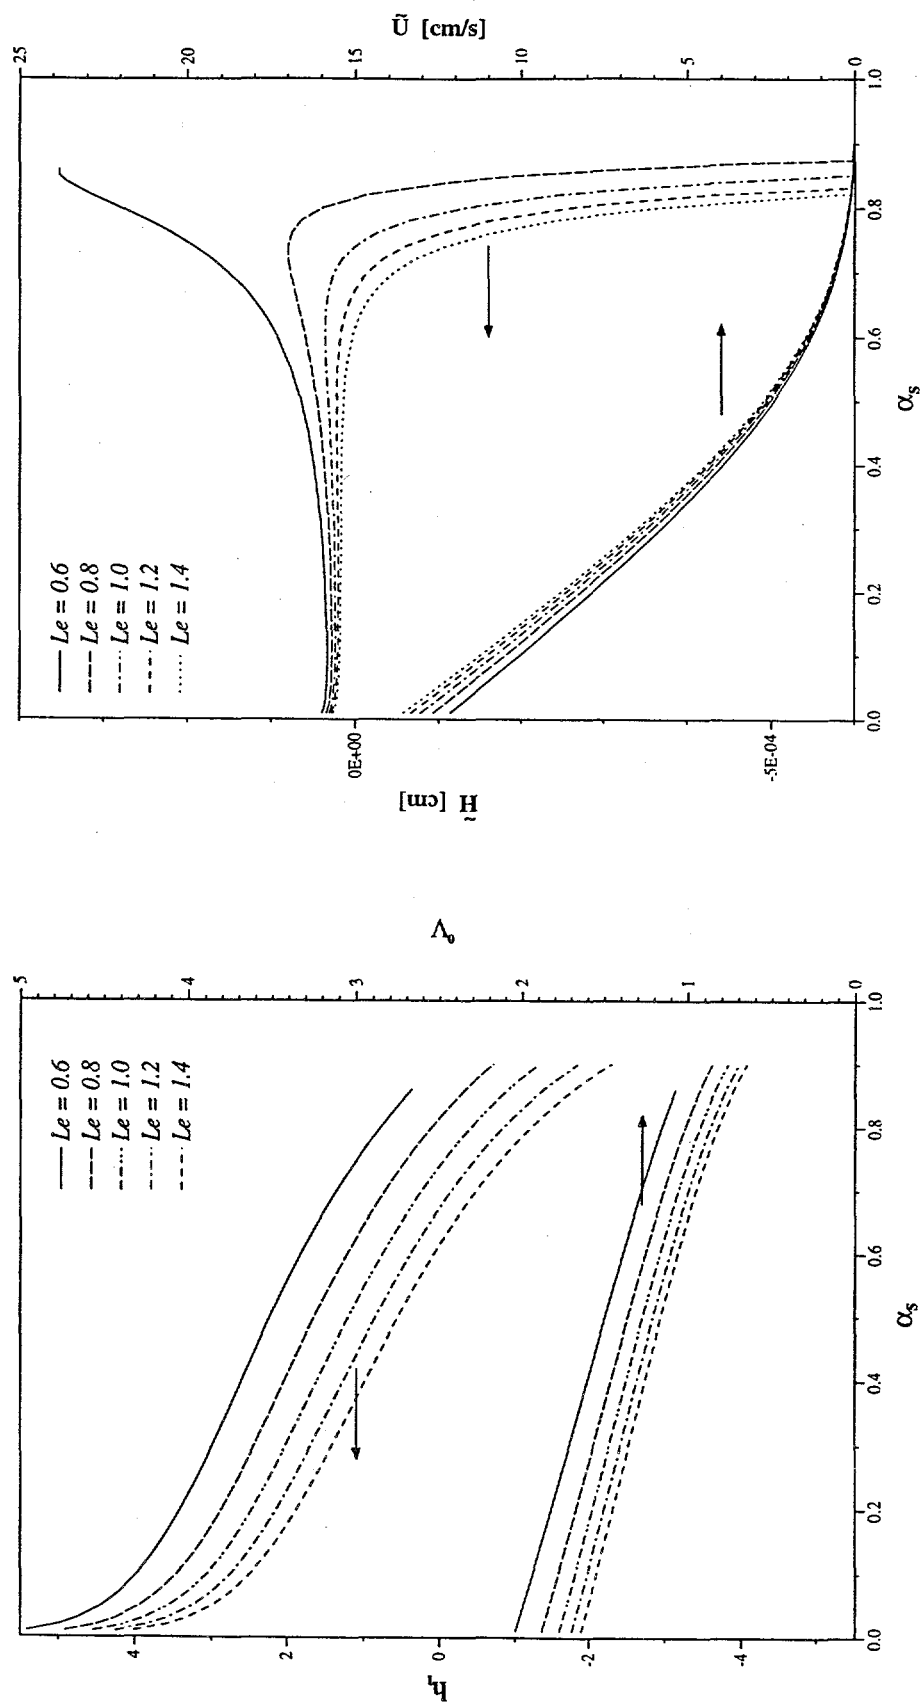 Ũ [cm/s]
25
20
15
10
5
0
1.0
0.8
0.6
0.4
0.2
0.0
α_s
Le = 0.6
Le = 0.8
Le = 1.0
Le = 1.2
Le = 1.4
0E+00
-5E-04
H̃ [cm]
V₀
5
4
3
2
1
0
1.0
0.8
0.6
0.4
0.2
0.0
α_s
Le = 0.6
Le = 0.8
Le = 1.0
Le = 1.2
Le = 1.4
4
2
0
-2
-4
h₁